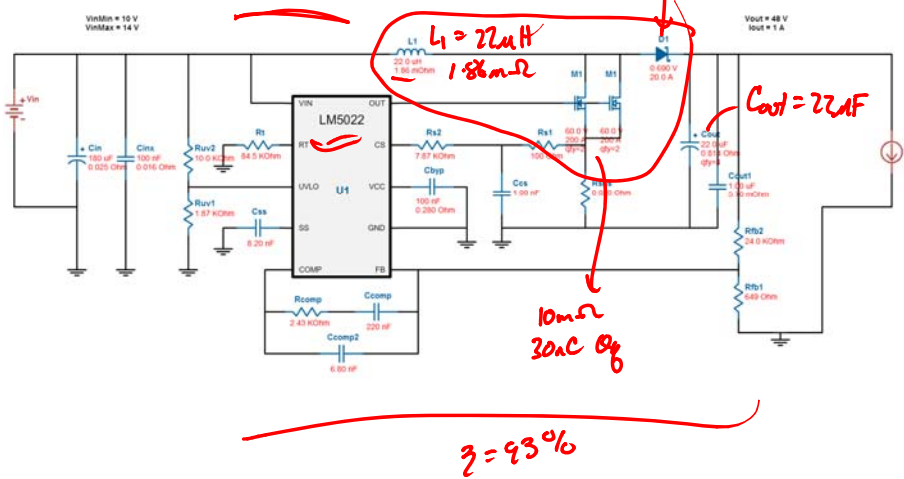 VinMin = 10 V
VinMax = 14 V
Vout = 48 V
Iout = 1 A
L1
22.0 uH
1.86 mOhm
L1 = 22uH
1.86mΩ
D1
0.690 V
20.0 A
M1
M1
60.0 V
200 A
qty=2
60.0 V
200 A
qty=2
Cout = 22uF
Vin
Cin
180 uF
0.025 Ohm
Cinx
100 nF
0.016 Ohm
Ruv2
10.0 KOhm
Ruv1
1.87 KOhm
Rt
84.5 KOhm
Css
8.20 nF
VIN
OUT
LM5022
RT
CS
UVLO
U1
VCC
SS
GND
COMP
FB
Rs2
7.87 KOhm
Rs1
100
Cbyp
100 nF
0.280 Ohm
Ccs
1.00 nF
22.0 uF
Cout1
1.00 uF
Rfb2
24.0 KOhm
Rfb1
649 Ohm
Rcomp
2.43 KOhm
Ccomp
220 nF
Ccomp2
6.80 nF
10mΩ
30nC Qg
η = 93%